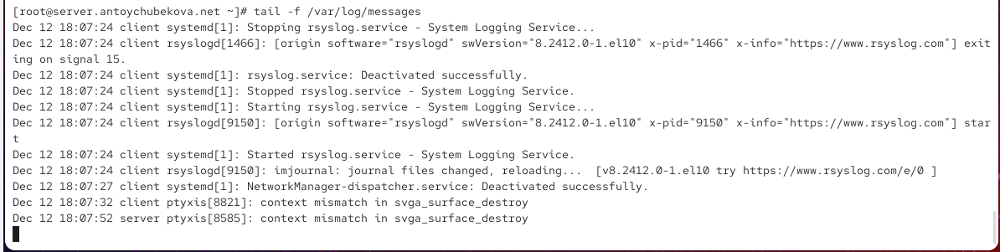 [root@server.antoychubekova.net ~]# tail -f /var/log/messages
Dec 12 18:07:24 client systemd[1]: Stopping rsyslog.service - System Logging Service...
Dec 12 18:07:24 client rsyslogd[1466]: [origin software="rsyslogd" swVersion="8.2412.0-1.el10" x-pid="1466" x-info="https://www.rsyslog.com"] exit
ing on signal 15.
Dec 12 18:07:24 client systemd[1]: rsyslog.service: Deactivated successfully.
Dec 12 18:07:24 client systemd[1]: Stopped rsyslog.service - System Logging Service.
Dec 12 18:07:24 client systemd[1]: Starting rsyslog.service - System Logging Service...
Dec 12 18:07:24 client rsyslogd[9150]: [origin software="rsyslogd" swVersion="8.2412.0-1.el10" x-pid="9150" x-info="https://www.rsyslog.com"] star
t
Dec 12 18:07:24 client systemd[1]: Started rsyslog.service - System Logging Service.
Dec 12 18:07:24 client rsyslogd[9150]: imjournal: journal files changed, reloading...  [v8.2412.0-1.el10 try https://www.rsyslog.com/e/0 ]
Dec 12 18:07:27 client systemd[1]: NetworkManager-dispatcher.service: Deactivated successfully.
Dec 12 18:07:32 client ptyxis[8821]: context mismatch in svga_surface_destroy
Dec 12 18:07:52 server ptyxis[8585]: context mismatch in svga_surface_destroy